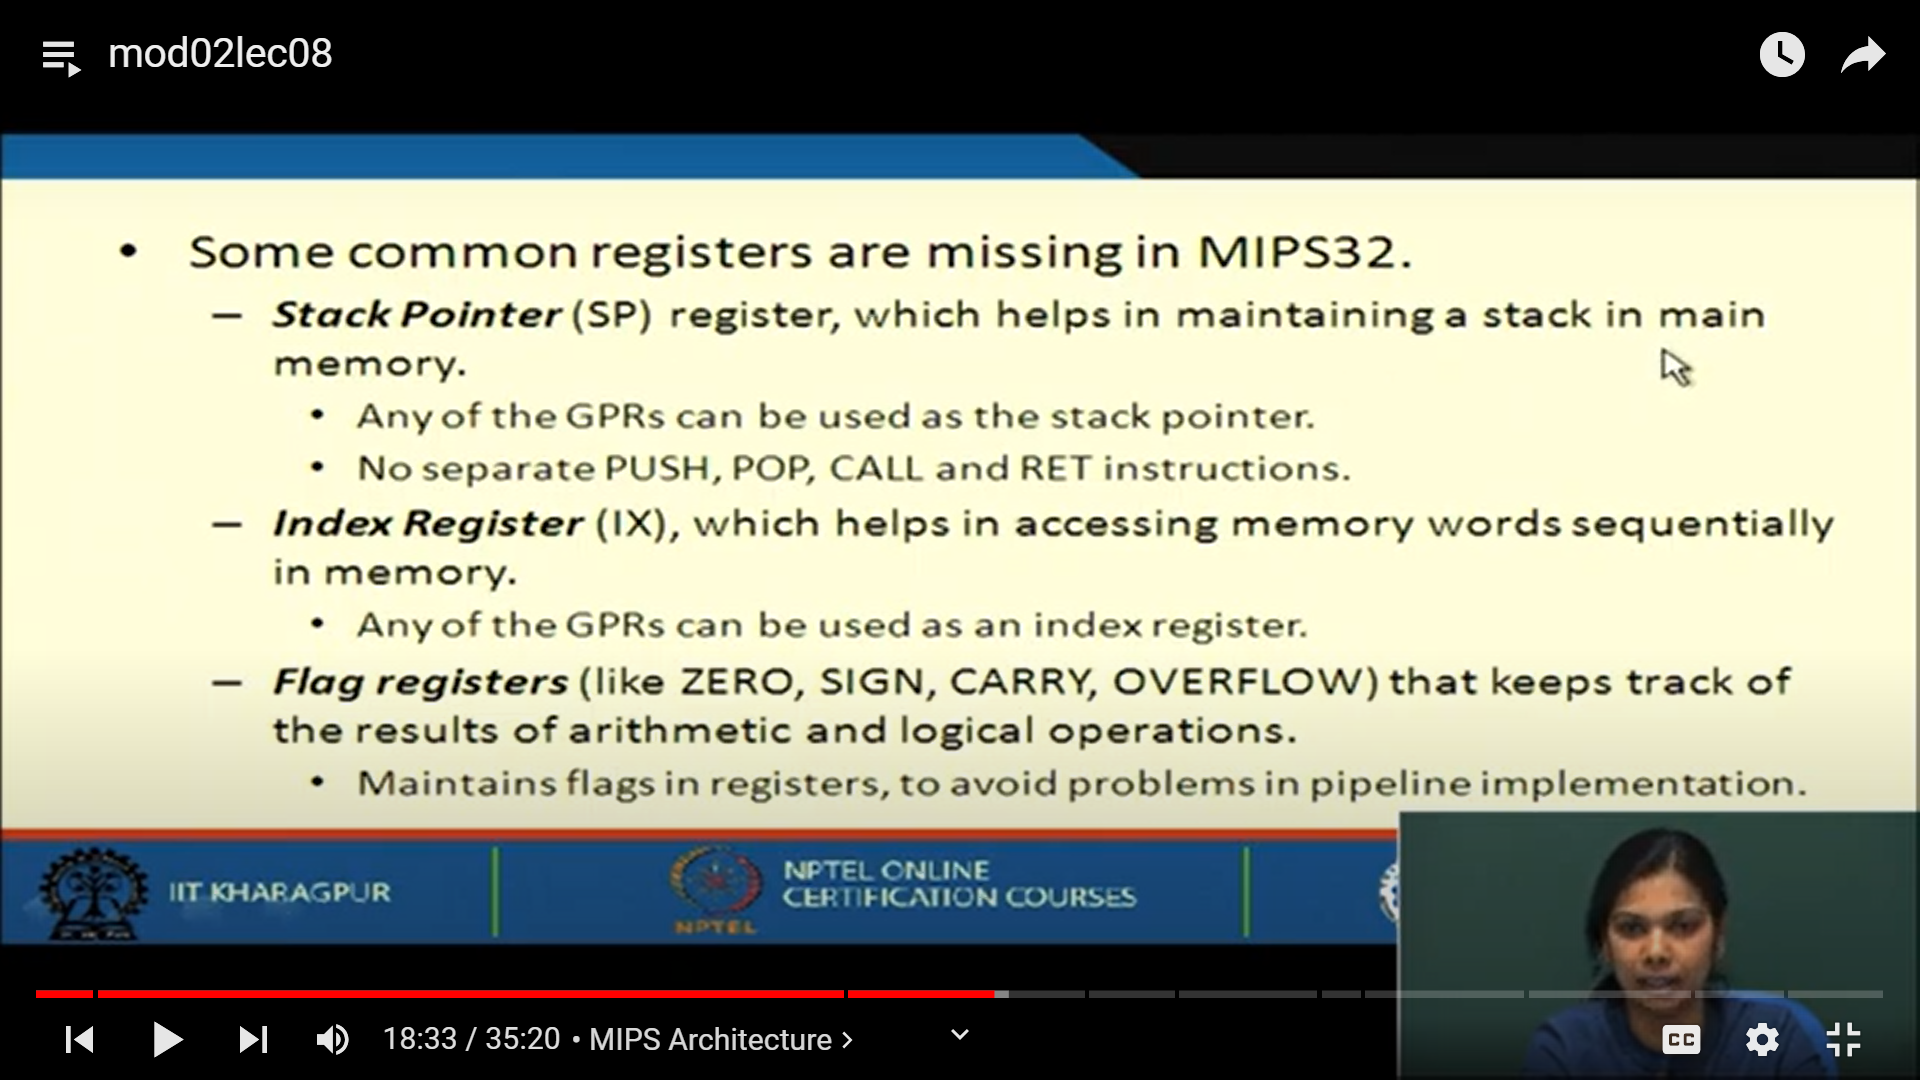 mod02lec08
• Some common registers are missing in MIPS32.
– Stack Pointer (SP) register, which helps in maintaining a stack in main
memory.
• Any of the GPRs can be used as the stack pointer.
• No separate PUSH, POP, CALL and RET instructions.
– Index Register (IX), which helps in accessing memory words sequentially
in memory.
• Any of the GPRs can be used as an index register.
– Flag registers (like ZERO, SIGN, CARRY, OVERFLOW) that keeps track of
the results of arithmetic and logical operations.
• Maintains flags in registers, to avoid problems in pipeline implementation.
IIT KHARAGPUR
NPTEL ONLINE
CERTIFICATION COURSES
NPTEL
18:33 / 35:20 • MIPS Architecture ›
CC